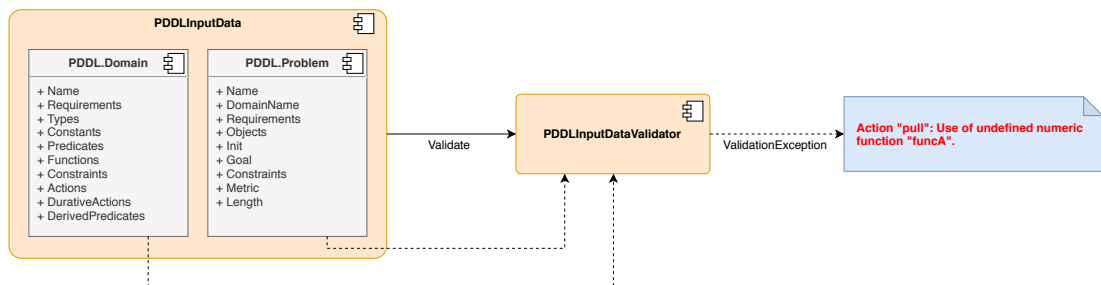 PDDLInputData
PDDL.Domain
+ Name
+ Requirements
+ Types
+ Constants
+ Predicates
+ Functions
+ Constraints
+ Actions
+ DurativeActions
+ DerivedPredicates
PDDL.Problem
+ Name
+ DomainName
+ Requirements
+ Objects
+ Init
+ Goal
+ Constraints
+ Metric
+ Length
Validate
PDDLInputDataValidator
ValidationException
Action "pull": Use of undefined numeric
function "funcA".